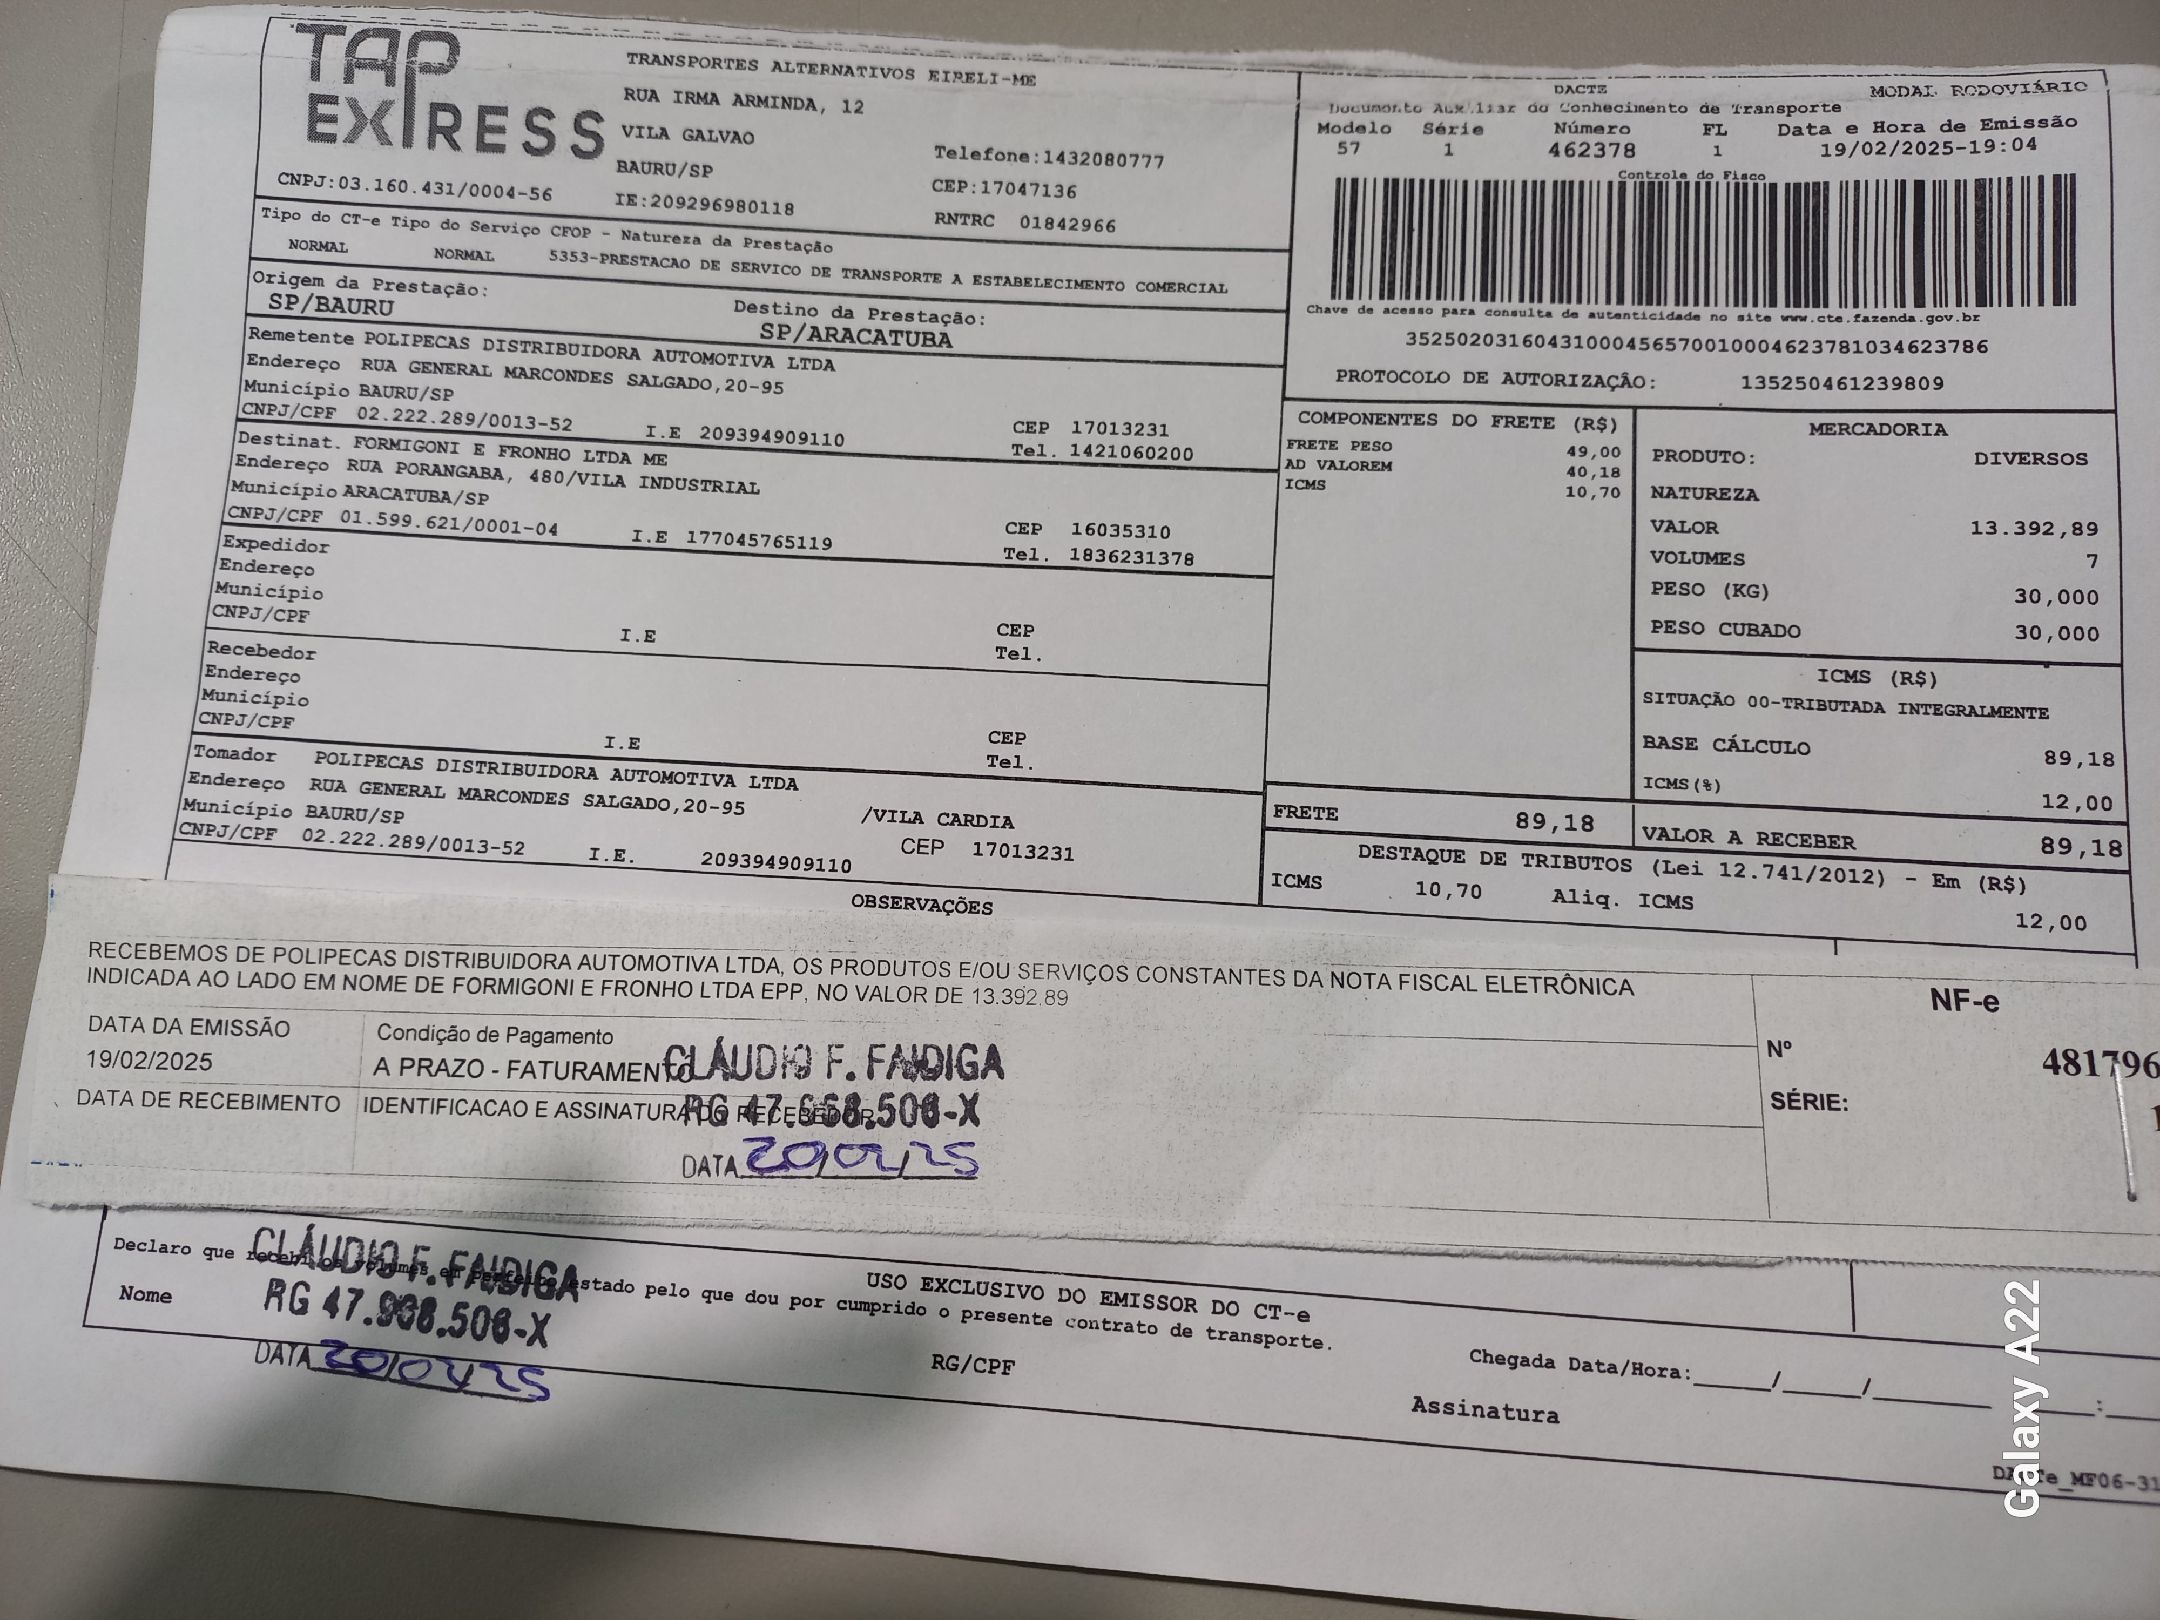 TAP EXPRESS
TRANSPORTES ALTERNATIVOS EIRELI-ME
RUA IRMA ARMINDA, 12
VILA GALVAO
BAURU/SP
Telefone:1432080777
CEP:17047136
CNPJ:03.160.431/0004-56
IE:209296980118
RNTRC 01842966
DACTE
MODAL RODOVIÁRIO
Documento Auxiliar do Conhecimento de Transporte
Modelo Série Número FL Data e Hora de Emissão
57 1 462378 1 19/02/2025-19:04
Controle do Fisco
Chave de acesso para consulta de autenticidade no site www.cte.fazenda.gov.br
35250203160431000456570010004623781034623786
PROTOCOLO DE AUTORIZAÇÃO: 135250461239809
Tipo do CT-e Tipo do Serviço CFOP - Natureza da Prestação
NORMAL NORMAL 5353-PRESTACAO DE SERVICO DE TRANSPORTE A ESTABELECIMENTO COMERCIAL
Origem da Prestação: Destino da Prestação:
SP/BAURU SP/ARACATUBA
Remetente POLIPECAS DISTRIBUIDORA AUTOMOTIVA LTDA
Endereço RUA GENERAL MARCONDES SALGADO,20-95
Município BAURU/SP CEP 17013231
CNPJ/CPF 02.222.289/0013-52 I.E 209394909110 Tel. 1421060200
Destinat. FORMIGONI E FRONHO LTDA ME
Endereço RUA PORANGABA, 480/VILA INDUSTRIAL
Município ARACATUBA/SP CEP 16035310
CNPJ/CPF 01.599.621/0001-04 I.E 177045765119 Tel. 1836231378
Expedidor
Endereço
Município CEP
CNPJ/CPF I.E Tel.
Recebedor
Endereço
Município CEP
CNPJ/CPF I.E Tel.
Tomador POLIPECAS DISTRIBUIDORA AUTOMOTIVA LTDA
Endereço RUA GENERAL MARCONDES SALGADO,20-95 /VILA CARDIA
Município BAURU/SP CEP 17013231
CNPJ/CPF 02.222.289/0013-52 I.E. 209394909110
COMPONENTES DO FRETE (R$)
FRETE PESO 49,00
AD VALOREM 40,18
ICMS 10,70
MERCADORIA
PRODUTO: DIVERSOS
NATUREZA
VALOR 13.392,89
VOLUMES 7
PESO (KG) 30,000
PESO CUBADO 30,000
ICMS (R$)
SITUAÇÃO 00-TRIBUTADA INTEGRALMENTE
BASE CÁLCULO 89,18
ICMS(%) 12,00
FRETE 89,18 VALOR A RECEBER 89,18
DESTAQUE DE TRIBUTOS (Lei 12.741/2012) - Em (R$)
ICMS 10,70 Aliq. ICMS 12,00
OBSERVAÇÕES
RECEBEMOS DE POLIPECAS DISTRIBUIDORA AUTOMOTIVA LTDA, OS PRODUTOS E/OU SERVIÇOS CONSTANTES DA NOTA FISCAL ELETRÔNICA
INDICADA AO LADO EM NOME DE FORMIGONI E FRONHO LTDA EPP, NO VALOR DE 13.392,89
NF-e
Nº 481796
SÉRIE:
DATA DA EMISSÃO Condição de Pagamento
19/02/2025 A PRAZO - FATURAMENTO
DATA DE RECEBIMENTO IDENTIFICACAO E ASSINATURA DO RECEBEDOR
CLÁUDIO F. FAIDIGA
DATA 20/02/25
CLÁUDIO F. FAIDIGA
DATA 20/02/25
USO EXCLUSIVO DO EMISSOR DO CT-e
Declaro que recebi os volumes em perfeito estado pelo que dou por cumprido o presente contrato de transporte.
Nome RG/CPF Chegada Data/Hora:_____/_____/_____ ____:
Assinatura
Galaxy A22